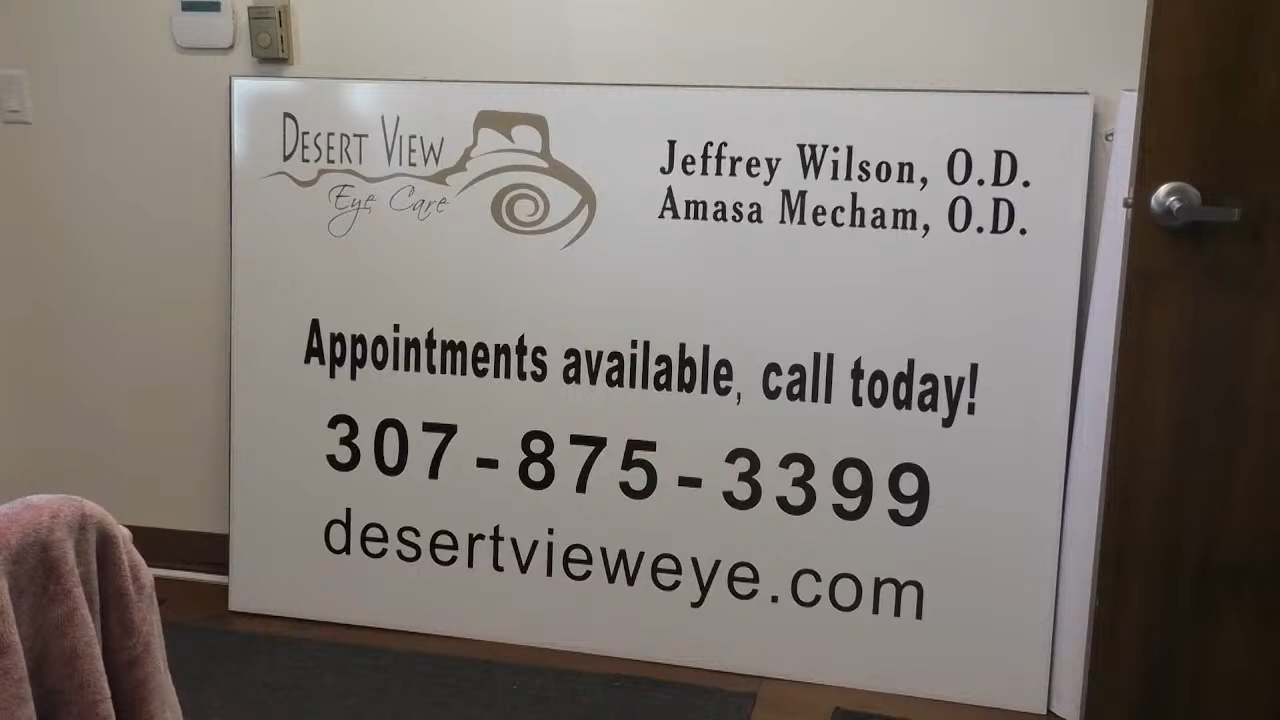 Desert View
Eye Care
Jeffrey Wilson, O.D.
Amasa Mecham, O.D.
Appointments available, call today!
307-875-3399
desertvieweye.com